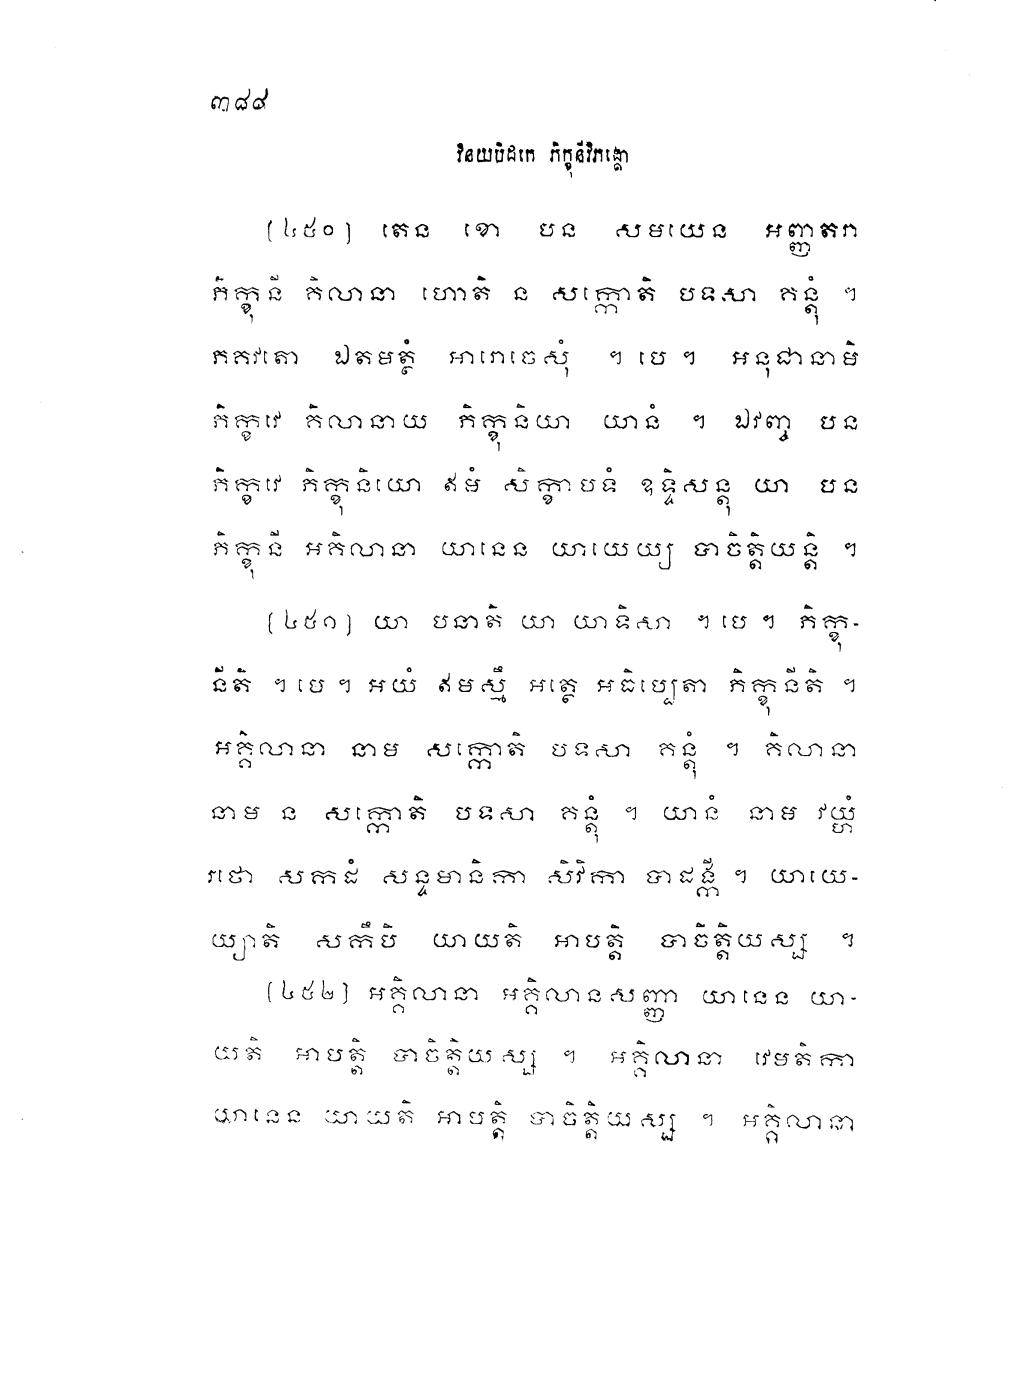 ៣៨៨
វិនយបិដកេ ភិក្ខុនីវិភង្គោ
[៤៥០] តេន ខោ បន សមយេន អញ្ញតរា
ភិក្ខុនី គិលានា ហោតិ ន សក្កោតិ បទសា គន្តុំ ។
ភគវតោ ឯតមត្ថំ អារោចេសុំ ។ បេ ។ អនុជានាមិ
ភិក្ខវេ គិលានាយ ភិក្ខុនិយា យានំ ។ ឯវញ្ច បន
ភិក្ខវេ ភិក្ខុនិយោ ឥមំ សិក្ខាបទំ ឧទ្ទិសន្តុ យា បន
ភិក្ខុនី អគិលានា យានេន យាយេយ្យ បាចិត្តិយន្តិ ។
[៤៥១] យា បនាតិ យា យាទិសា ។ បេ ។ ភិក្ខុ-
នីតិ ។ បេ ។ អយំ ឥមស្មឹ អត្ថេ អធិប្បេតា ភិក្ខុនីតិ ។
អគ្គិលានា នាម សក្កោតិ បទសា គន្តុំ ។ គិលានា
នាម ន សក្កោតិ បទសា គន្តុំ ។ យានំ នាម វយ្ហំ
រថោ សកដំ សន្ទមានិកា សិវិកា បាដង្កី ។ យាយេ-
យ្យាតិ សកឹបិ យាយតិ អាបត្តិ បាចិត្តិយស្ស ។
[៤៥២] អគ្គិលានា អគ្គិលានសញ្ញា យានេន យា-
យតិ អាបត្តិ បាចិត្តិយស្ស ។ អគ្គិលានា វេមតិកា
យានេន យាយតិ អាបត្តិ បាចិត្តិយស្ស ។ អគ្គិលានា